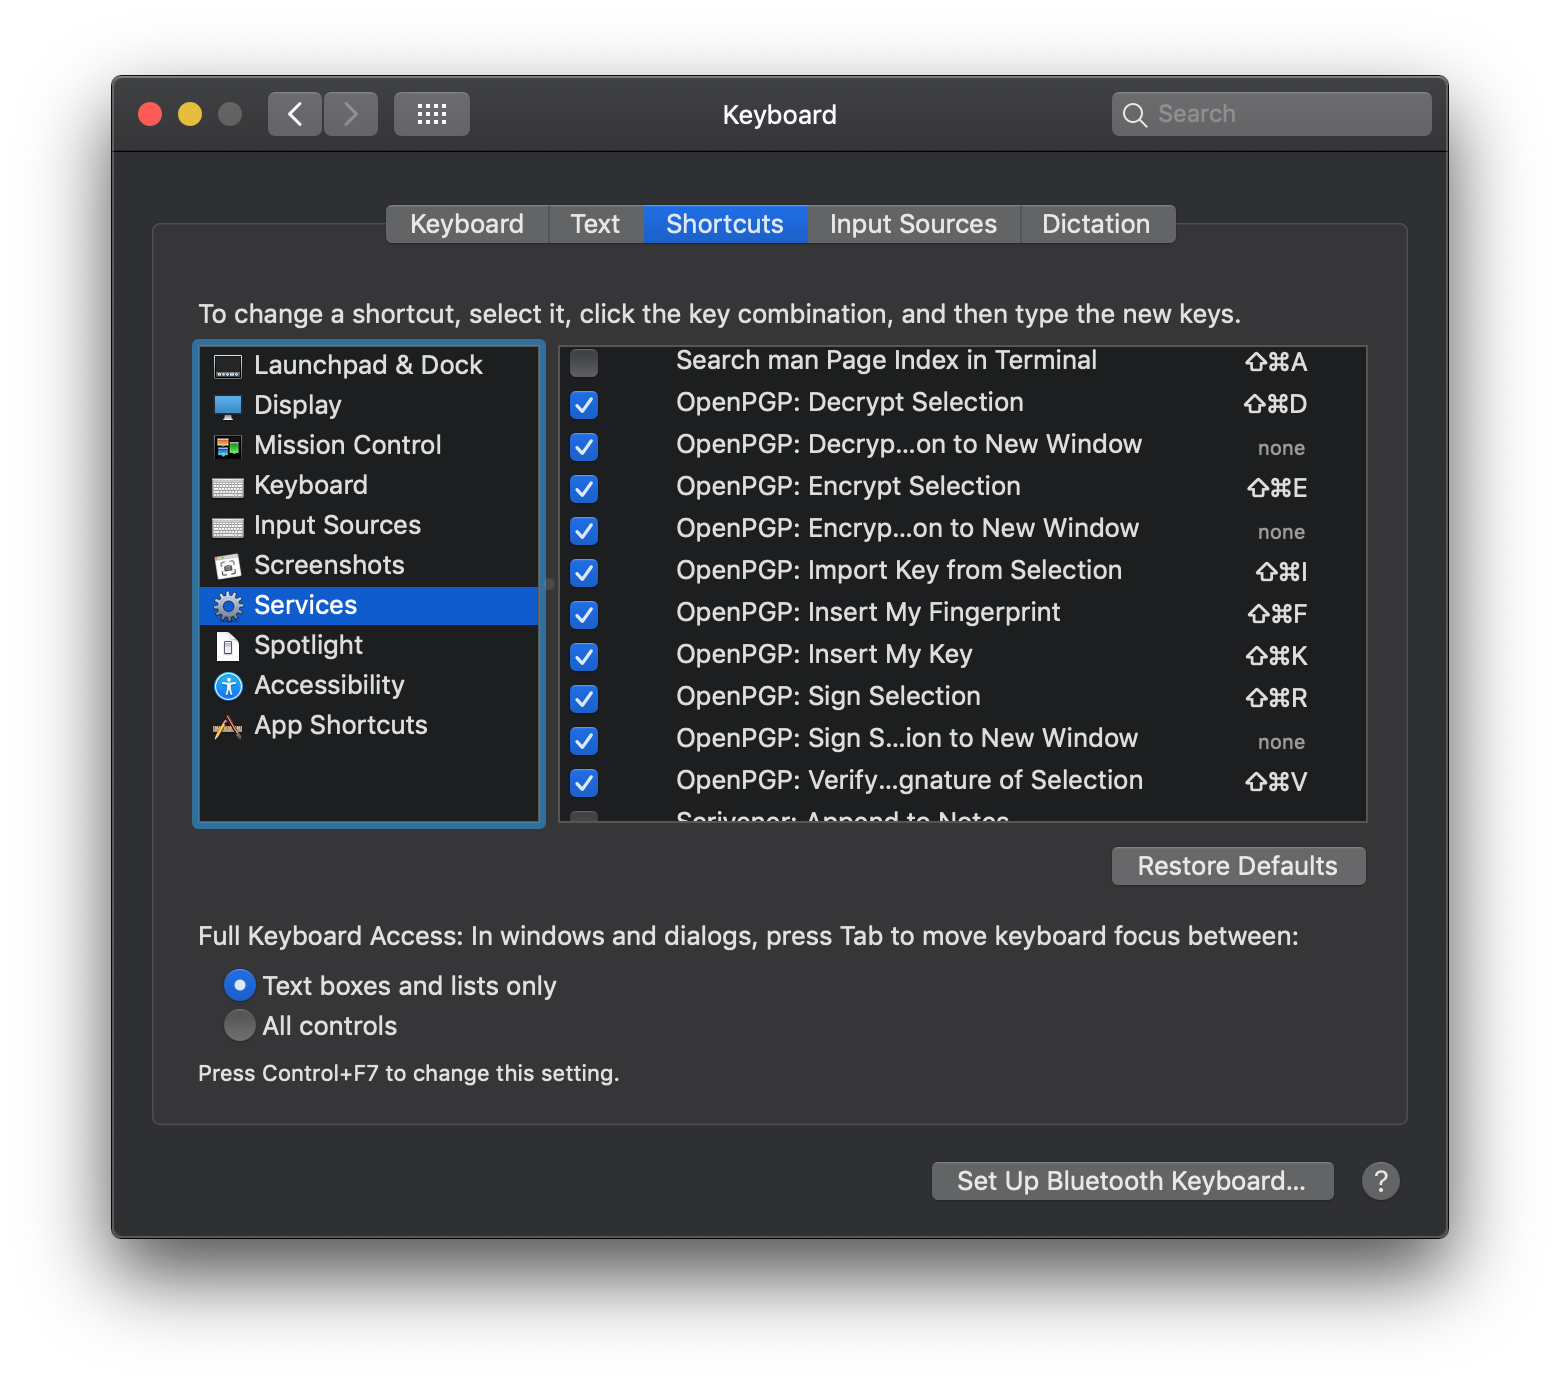 Keyboard
Search
Keyboard Text Shortcuts Input Sources Dictation
To change a shortcut, select it, click the key combination, and then type the new keys.
Launchpad & Dock
Display
Mission Control
Keyboard
Input Sources
Screenshots
Services
Spotlight
Accessibility
App Shortcuts
Search man Page Index in Terminal ⇧⌘A
OpenPGP: Decrypt Selection ⇧⌘D
OpenPGP: Decryp...on to New Window none
OpenPGP: Encrypt Selection ⇧⌘E
OpenPGP: Encryp...on to New Window none
OpenPGP: Import Key from Selection ⇧⌘I
OpenPGP: Insert My Fingerprint ⇧⌘F
OpenPGP: Insert My Key ⇧⌘K
OpenPGP: Sign Selection ⇧⌘R
OpenPGP: Sign S...ion to New Window none
OpenPGP: Verify...gnature of Selection ⇧⌘V
Scrivener: Append to Notes
Restore Defaults
Full Keyboard Access: In windows and dialogs, press Tab to move keyboard focus between:
Text boxes and lists only
All controls
Press Control+F7 to change this setting.
Set Up Bluetooth Keyboard... ?